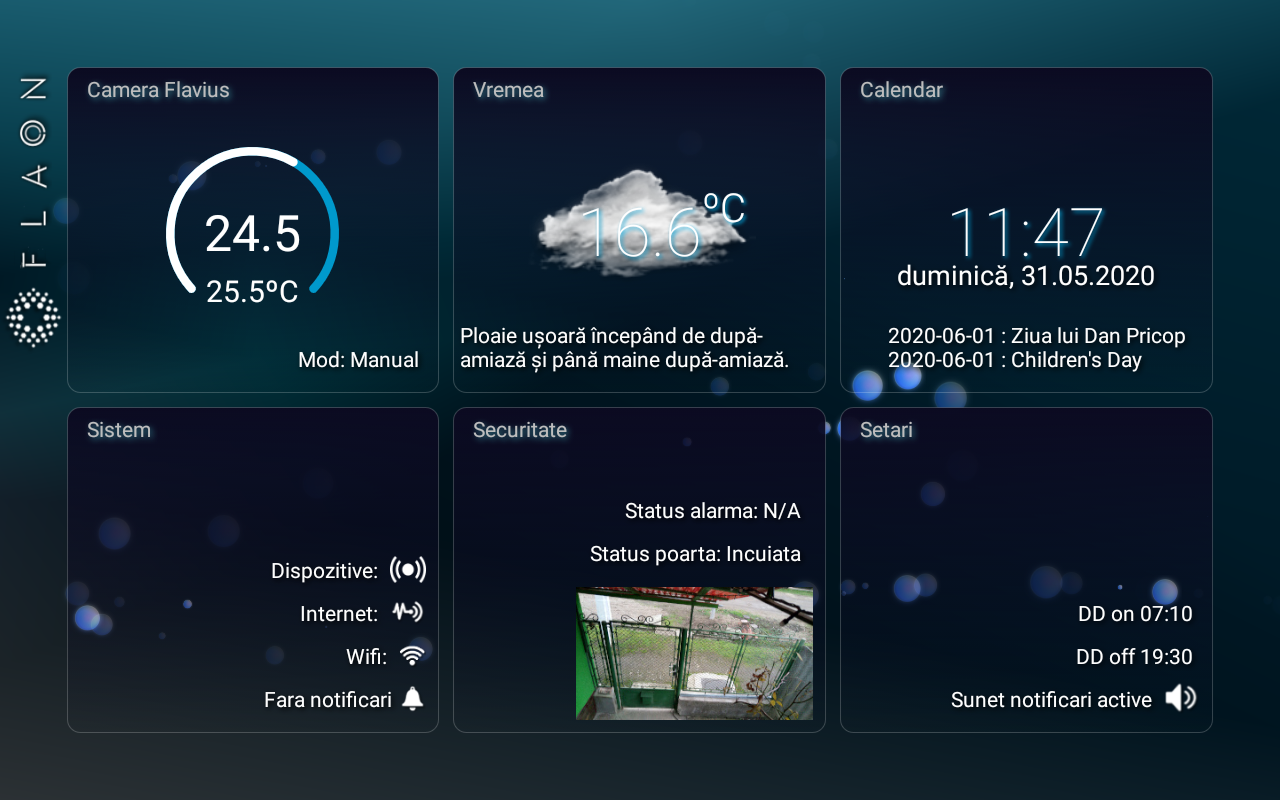 FLAON
Camera Flavius
24.5
25.5ºC
Mod: Manual
Vremea
16.6ºC
Ploaie ușoară începând de după-
amiază și până maine după-amiază.
Calendar
11:47
duminică, 31.05.2020
2020-06-01 : Ziua lui Dan Pricop
2020-06-01 : Children's Day
Sistem
Dispozitive:
Internet:
Wifi:
Fara notificari
Securitate
Status alarma: N/A
Status poarta: Incuiata
Setari
DD on 07:10
DD off 19:30
Sunet notificari active